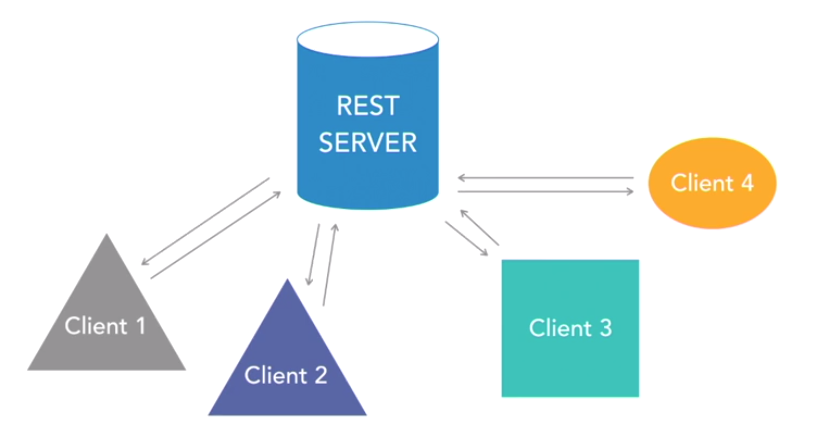 REST
SERVER
Client 4
Client 1
Client 3
Client 2